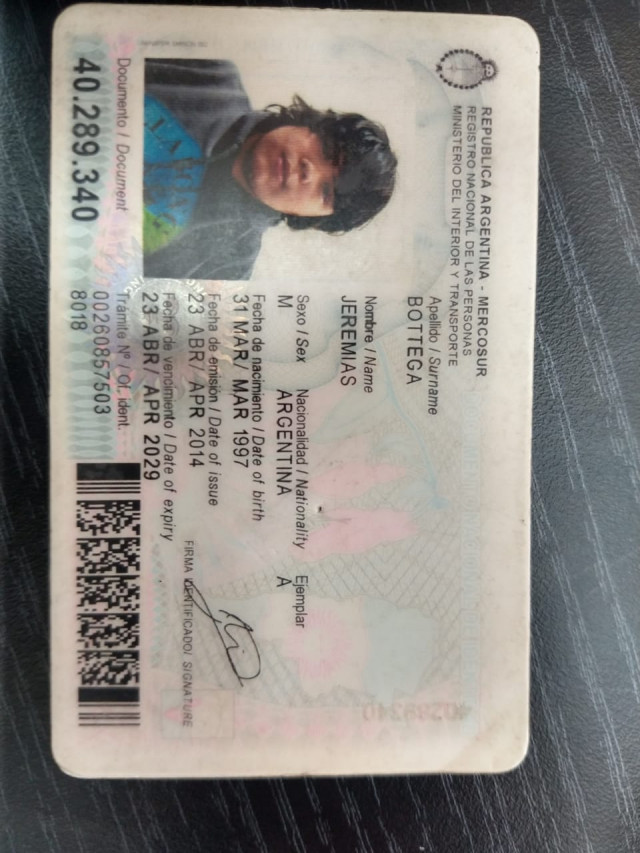 REPUBLICA ARGENTINA - MERCOSUR
REGISTRO NACIONAL DE LAS PERSONAS
MINISTERIO DEL INTERIOR Y TRANSPORTE
Apellido / Surname
BOTTEGA
Nombre / Name
JEREMIAS
Sexo / Sex Nacionalidad / Nationality Ejemplar
M ARGENTINA A
Fecha de nacimiento / Date of birth
31 MAR/ MAR 1997
Fecha de emisión / Date of issue
23 ABR/ APR 2014
Fecha de vencimiento / Date of expiry
23 ABR/ APR 2029
FIRMA IDENTIFICADO/ SIGNATURE
Documento / Document
40.289.340
Trámite Nº / Of. ident.
00260857503
8018
40289340